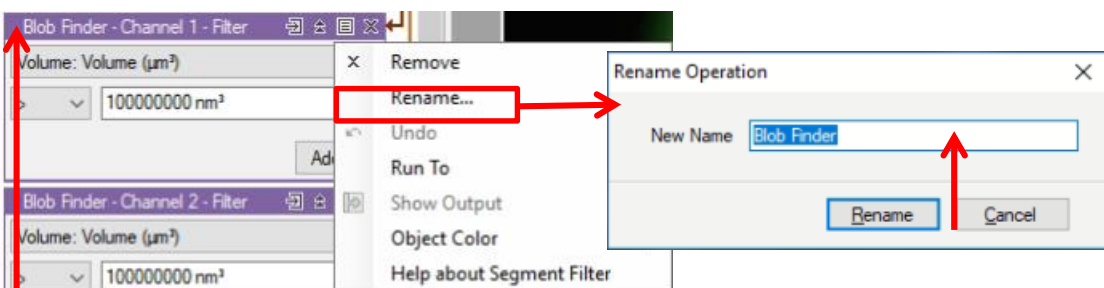 Blob Finder - Channel 1 - Filter
Volume: Volume (µm³)
> 100000000 nm³
Blob Finder - Channel 2 - Filter
Volume: Volume (µm³)
> 100000000 nm³
x Remove
Rename...
Undo
Run To
Show Output
Object Color
Help about Segment Filter
Rename Operation
New Name Blob Finder
Rename Cancel